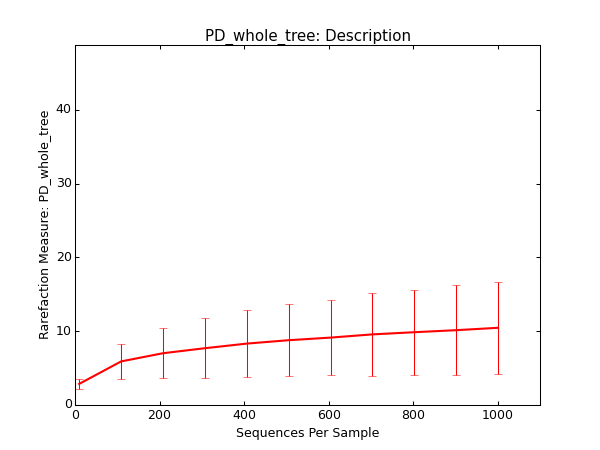 PD_whole_tree: Description
Rarefaction Measure: PD_whole_tree
40
30
20
10
0
0 200 400 600 800 1000
Sequences Per Sample